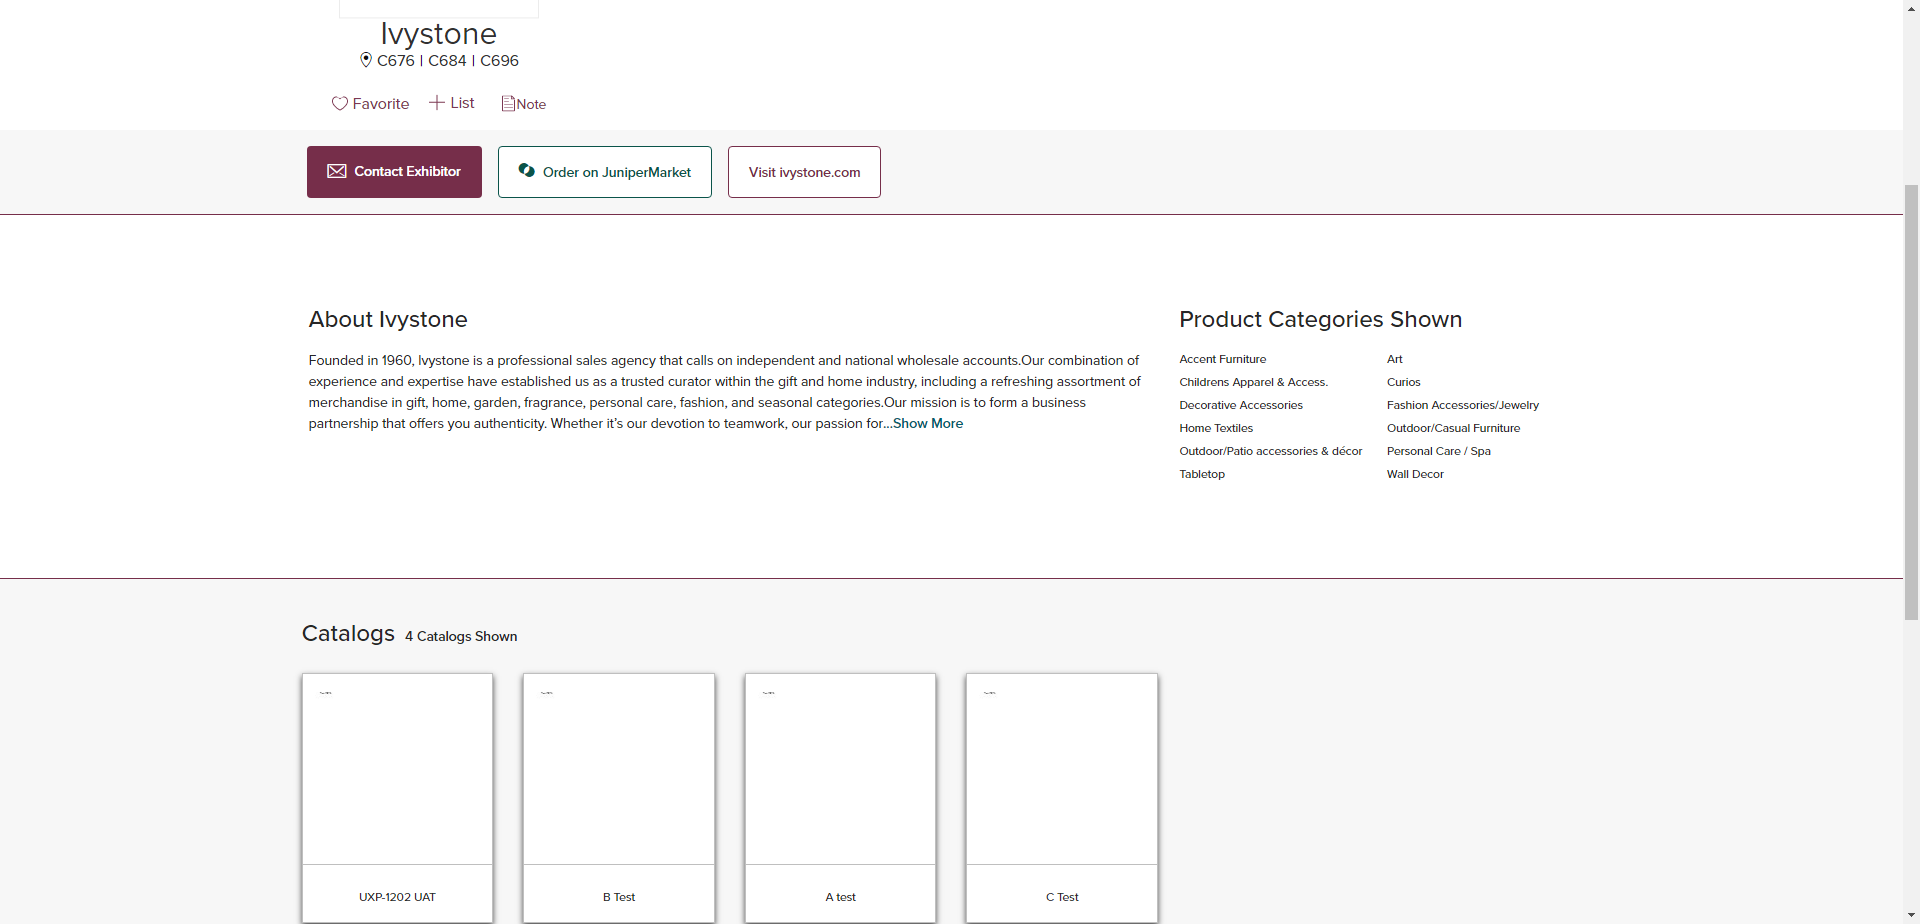 Ivystone
C676 | C684 | C696
Favorite
List
Note
Contact Exhibitor
Order on JuniperMarket
Visit ivystone.com
About Ivystone
Founded in 1960, Ivystone is a professional sales agency that calls on independent and national wholesale accounts.Our combination of
experience and expertise have established us as a trusted curator within the gift and home industry, including a refreshing assortment of
merchandise in gift, home, garden, fragrance, personal care, fashion, and seasonal categories.Our mission is to form a business
partnership that offers you authenticity. Whether it’s our devotion to teamwork, our passion for...Show More
Product Categories Shown
Accent Furniture
Art
Childrens Apparel & Access.
Curios
Decorative Accessories
Fashion Accessories/Jewelry
Home Textiles
Outdoor/Casual Furniture
Outdoor/Patio accessories & décor
Personal Care / Spa
Tabletop
Wall Decor
Catalogs 4 Catalogs Shown
UXP-1202 UAT
B Test
A test
C Test